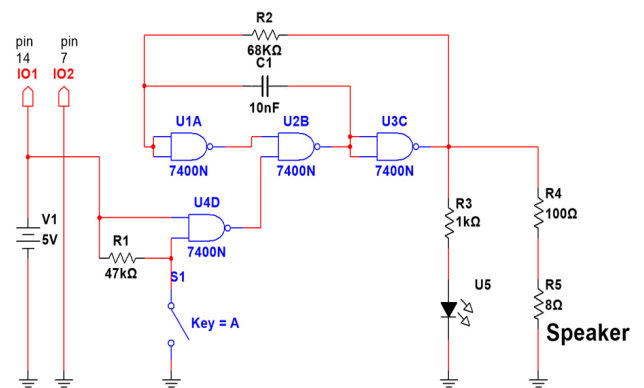 R2
68KΩ
C1
10nF
pin
14
IO1
pin
7
IO2
U1A
7400N
U2B
7400N
U3C
7400N
U4D
7400N
V1
5V
R1
47kΩ
S1
Key = A
R3
1kΩ
U5
R4
100Ω
R5
8Ω
Speaker